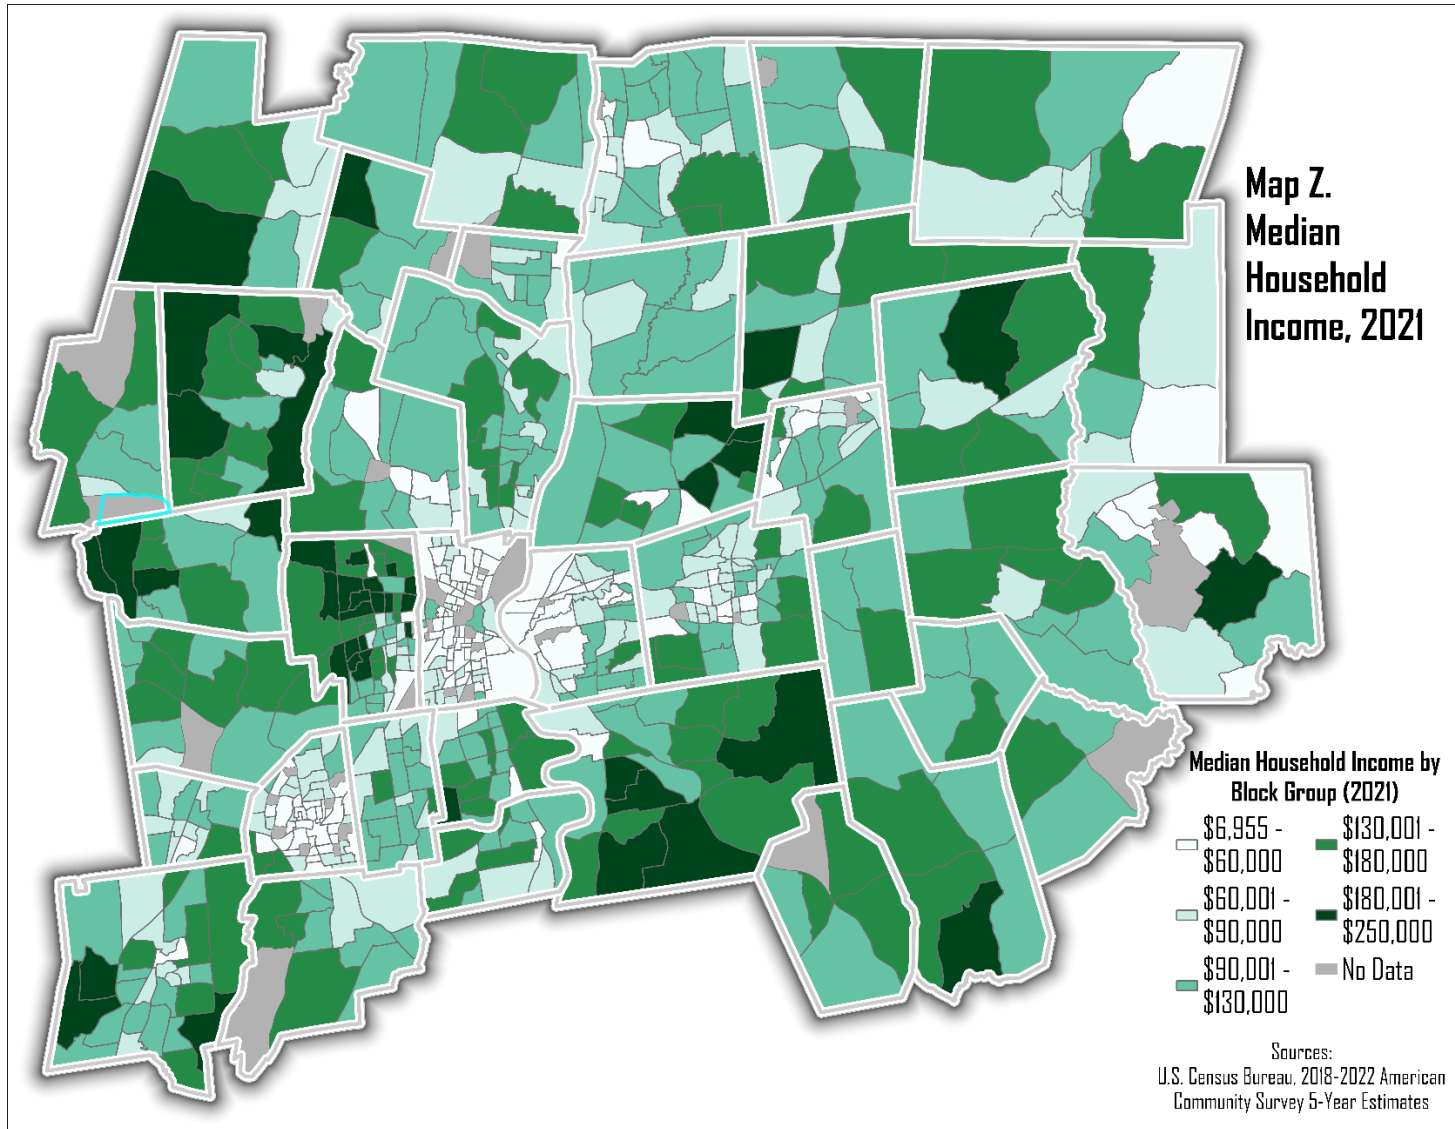 Map Z.
Median
Household
Income, 2021
Median Household Income by
Block Group (2021)
$6,955 -
$60,000
$60,001 -
$90,000
$90,001 -
$130,000
$130,001 -
$180,000
$180,001 -
$250,000
No Data
Sources:
U.S. Census Bureau, 2018-2022 American
Community Survey 5-Year Estimates